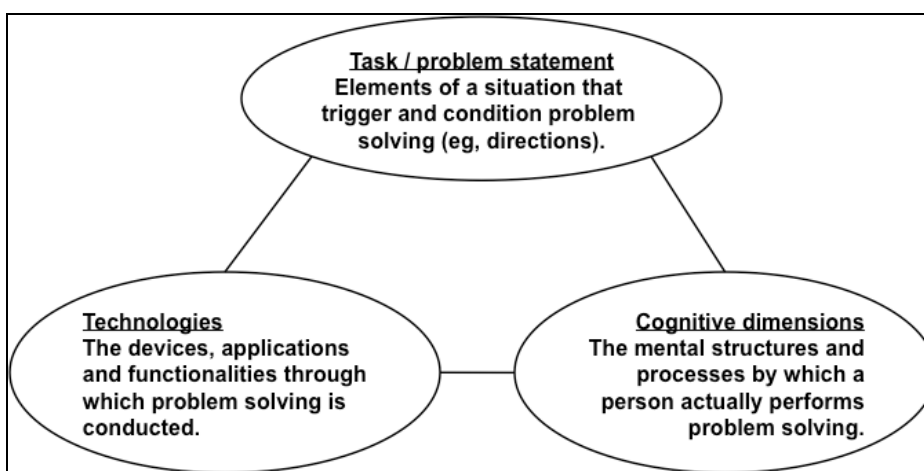 Task / problem statement
Elements of a situation that
trigger and condition problem
solving (eg, directions).
Technologies
The devices, applications
and functionalities through
which problem solving is
conducted.
Cognitive dimensions
The mental structures and
processes by which a
person actually performs
problem solving.